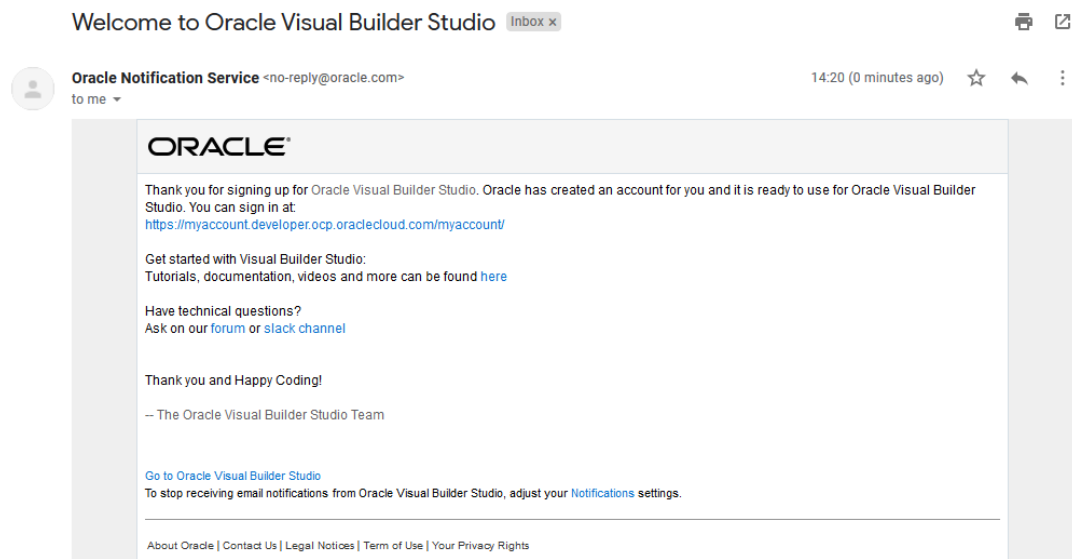 Welcome to Oracle Visual Builder Studio Inbox x
Oracle Notification Service <no-reply@oracle.com> 14:20 (0 minutes ago)
to me
ORACLE®
Thank you for signing up for Oracle Visual Builder Studio. Oracle has created an account for you and it is ready to use for Oracle Visual Builder
Studio. You can sign in at:
https://myaccount.developer.ocp.oraclecloud.com/myaccount/
Get started with Visual Builder Studio:
Tutorials, documentation, videos and more can be found here
Have technical questions?
Ask on our forum or slack channel
Thank you and Happy Coding!
-- The Oracle Visual Builder Studio Team
Go to Oracle Visual Builder Studio
To stop receiving email notifications from Oracle Visual Builder Studio, adjust your Notifications settings.
About Oracle | Contact Us | Legal Notices | Term of Use | Your Privacy Rights